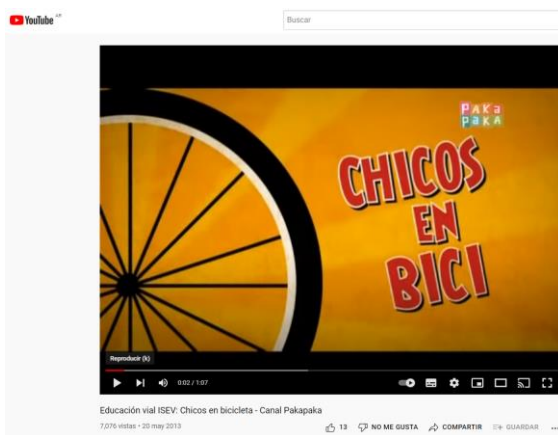 YouTube AR
Buscar
PAKA
PAKA
CHICOS
EN
BICI
Reproducir (k)
0:02 / 1:07
Educación vial ISEV: Chicos en bicicleta - Canal Pakapaka
7,076 vistas • 20 may 2013
13 NO ME GUSTA COMPARTIR GUARDAR ...